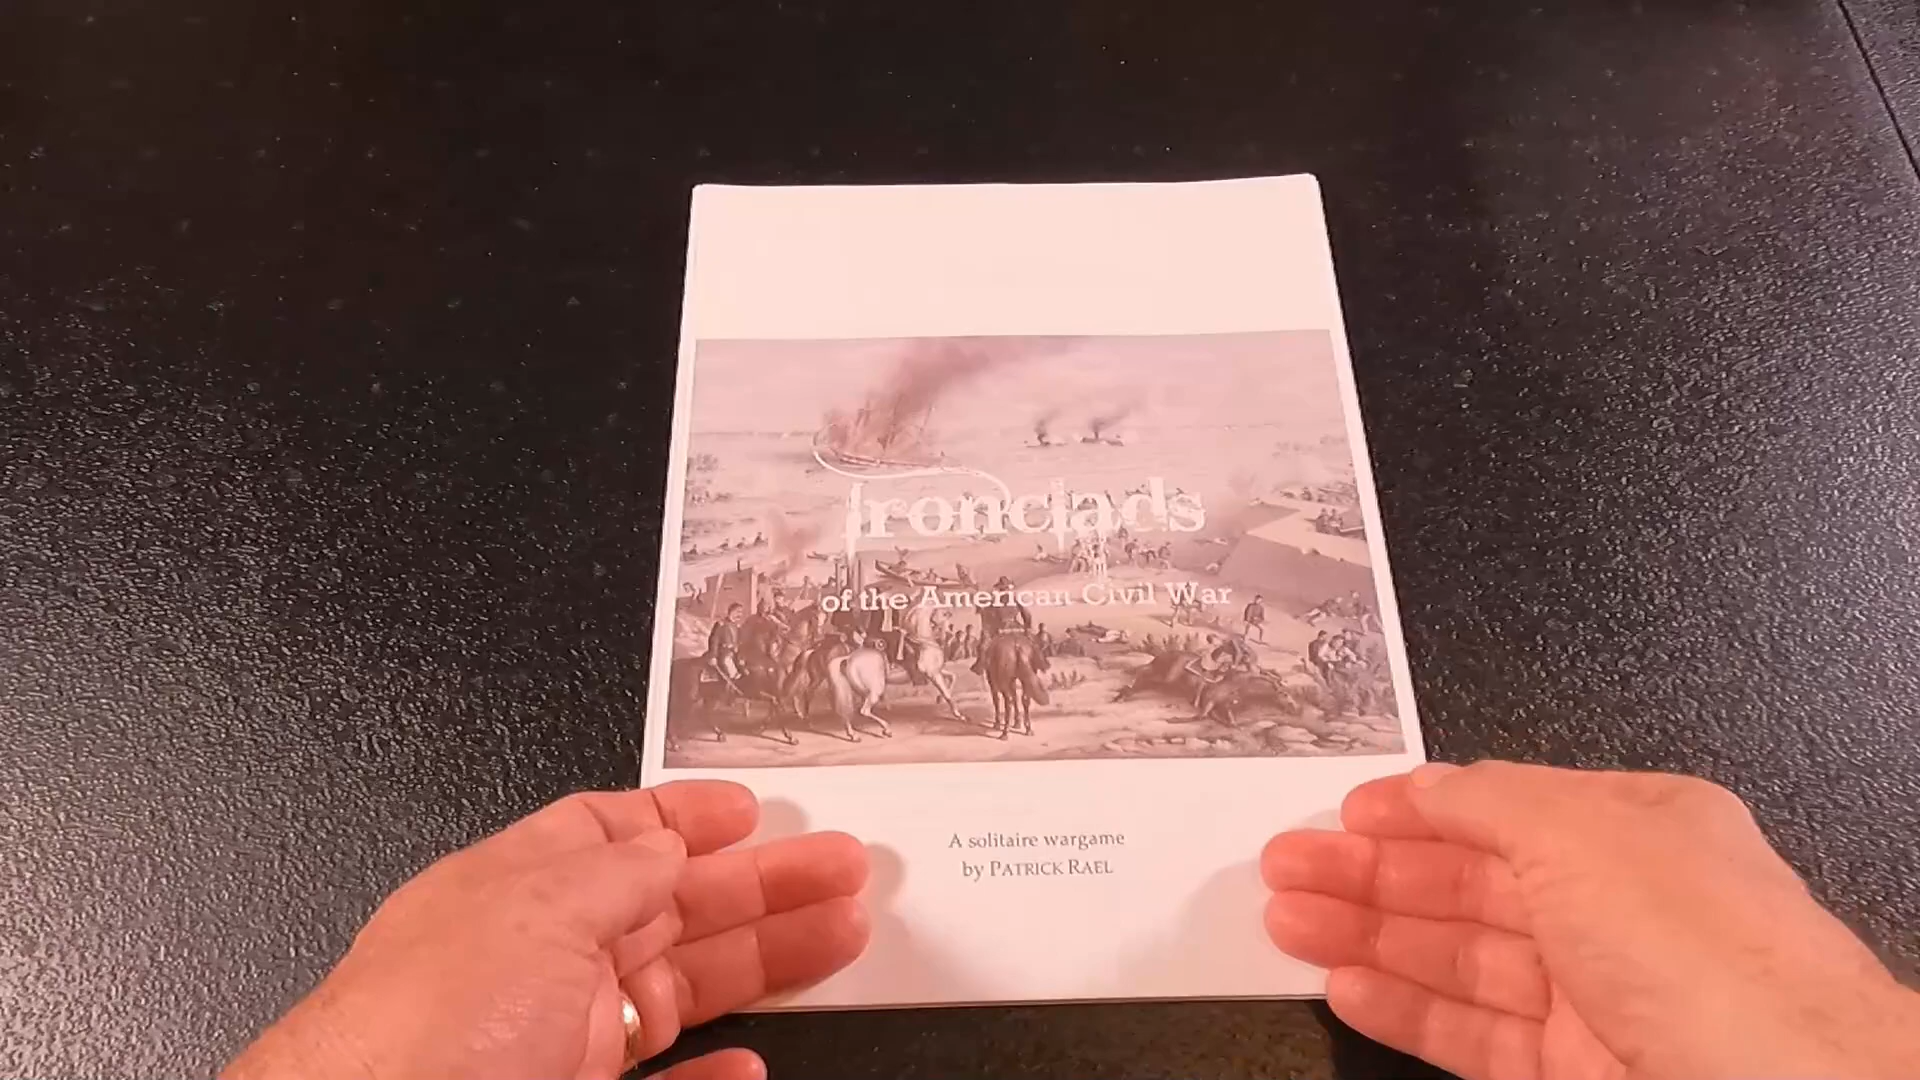 Ironclads
of the American Civil War
A solitaire wargame
by PATRICK RAEL